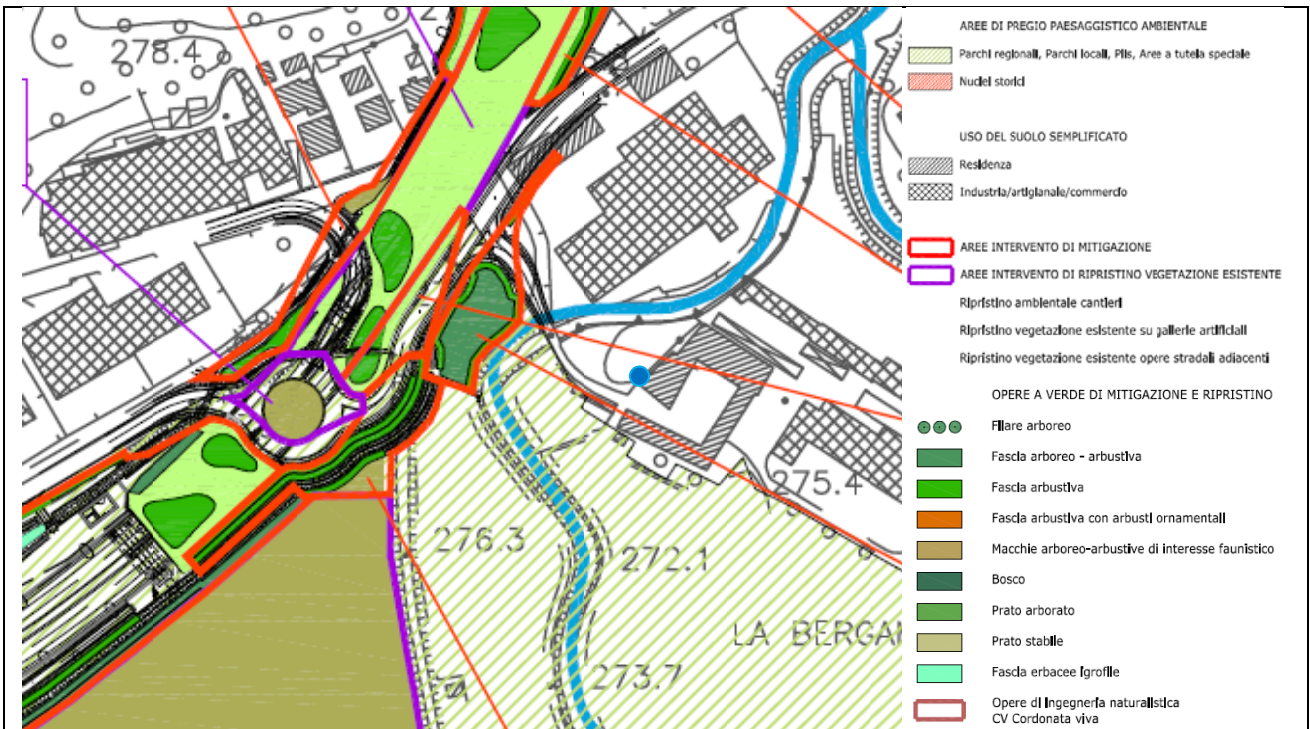 278.4
276.3
272.1
275.4
LA BERGAM
273.7
AREE DI PREGIO PAESAGGISTICO AMBIENTALE
Parchi regionali, Parchi locali, Plis, Aree a tutela speciale
Nuclei storici
USO DEL SUOLO SEMPLIFICATO
Residenza
Industria/artigianale/commercio
AREE INTERVENTO DI MITIGAZIONE
AREE INTERVENTO DI RIPRISTINO VEGETAZIONE ESISTENTE
Ripristino ambientale cantieri
Ripristino vegetazione esistente su gallerie artificiali
Ripristino vegetazione esistente opere stradali adiacenti
OPERE A VERDE DI MITIGAZIONE E RIPRISTINO
Filare arboreo
Fascia arboreo - arbustiva
Fascia arbustiva
Fascia arbustiva con arbusti ornamentali
Macchie arboreo-arbustive di interesse faunistico
Bosco
Prato arborato
Prato stabile
Fascia erbacee igrofile
Opere di ingegneria naturalistica
CV Cordonata viva